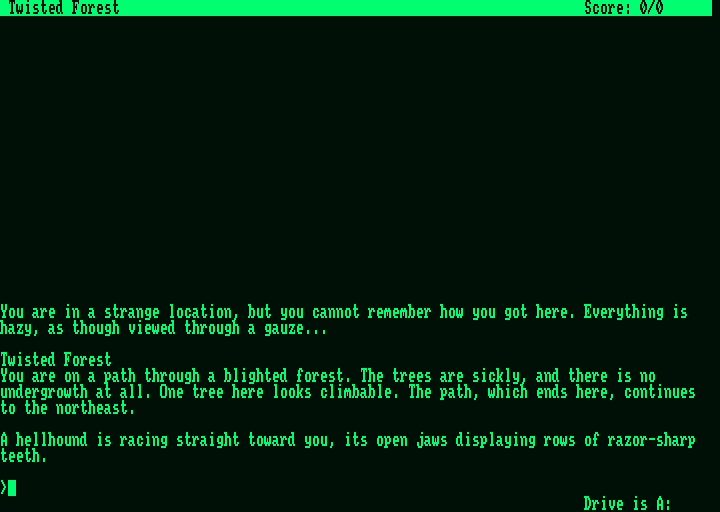 Twisted Forest Score: 0/0
You are in a strange location, but you cannot remember how you got here. Everything is
hazy, as though viewed through a gauze...
Twisted Forest
You are on a path through a blighted forest. The trees are sickly, and there is no
undergrowth at all. One tree here looks climbable. The path, which ends here, continues
to the northeast.
A hellhound is racing straight toward you, its open jaws displaying rows of razor-sharp
teeth.
>
Drive is A: